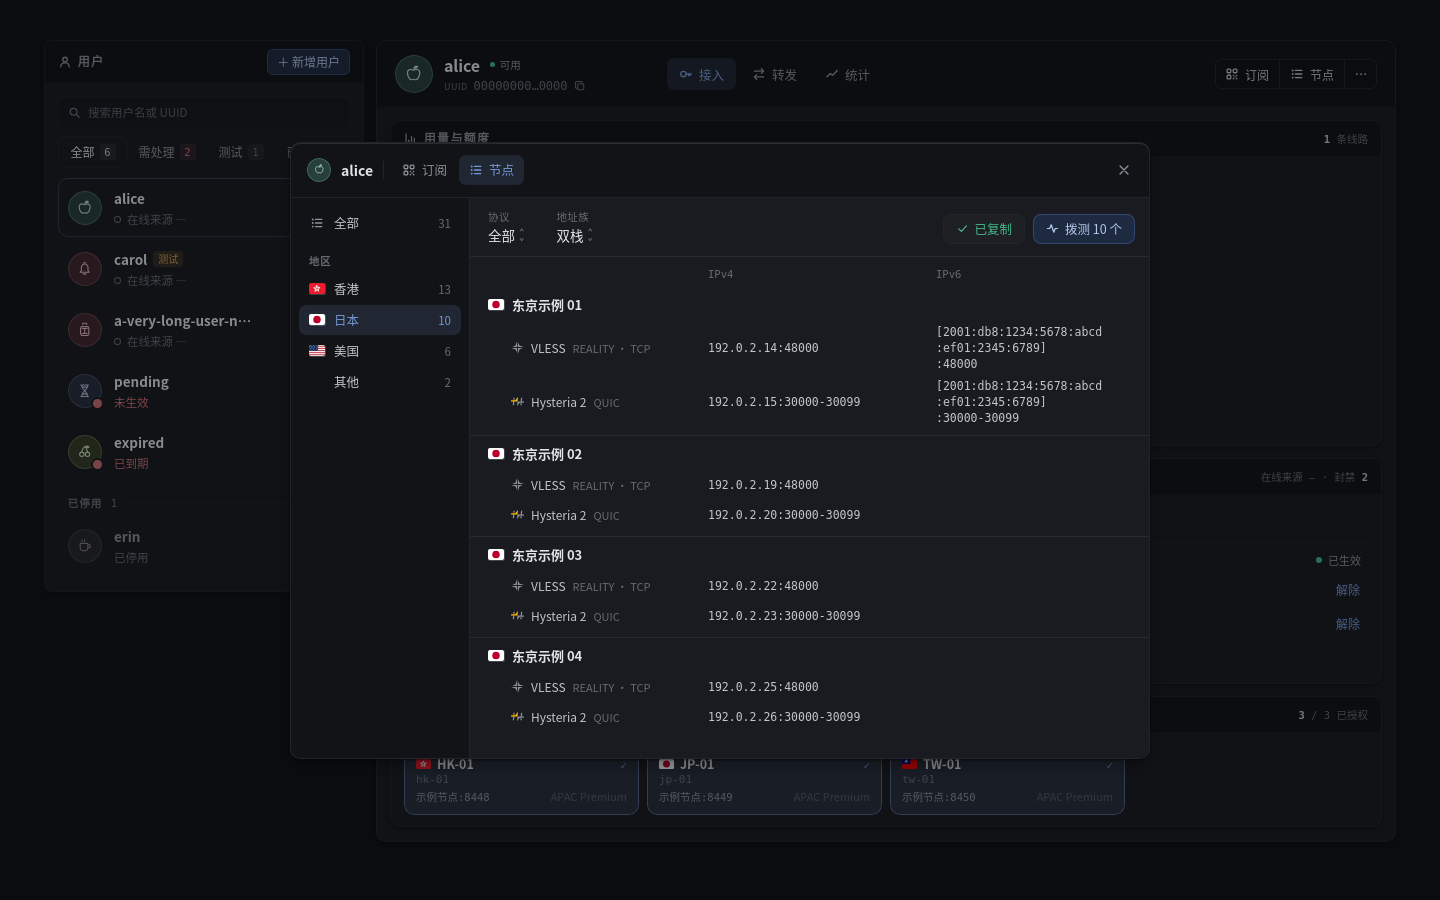 用户
新增用户
搜索用户名或 UUID
全部 6
需处理 2
测试 1
alice
在线来源 —
carol 测试
在线来源 —
a-very-long-user-n…
在线来源 —
pending
未生效
expired
已到期
已停用 1
erin
已停用
alice 可用
UUID 00000000…0000
接入
转发
统计
订阅
节点
用量与额度
1 条线路
alice
订阅
节点
全部 31
地区
香港 13
日本 10
美国 6
其他 2
协议
全部
地址族
双栈
已复制
拨测 10 个
IPv4 IPv6
东京示例 01
VLESS REALITY · TCP 192.0.2.14:48000
[2001:db8:1234:5678:abcd
:ef01:2345:6789]
:48000
Hysteria 2 QUIC 192.0.2.15:30000-30099
[2001:db8:1234:5678:abcd
:ef01:2345:6789]
:30000-30099
东京示例 02
VLESS REALITY · TCP 192.0.2.19:48000
Hysteria 2 QUIC 192.0.2.20:30000-30099
东京示例 03
VLESS REALITY · TCP 192.0.2.22:48000
Hysteria 2 QUIC 192.0.2.23:30000-30099
东京示例 04
VLESS REALITY · TCP 192.0.2.25:48000
Hysteria 2 QUIC 192.0.2.26:30000-30099
在线来源 — · 封禁 2
已生效
解除
解除
3 / 3 已授权
HK-01 ✓
hk-01
示例节点:8448 APAC Premium
JP-01 ✓
jp-01
示例节点:8449 APAC Premium
TW-01 ✓
tw-01
示例节点:8450 APAC Premium